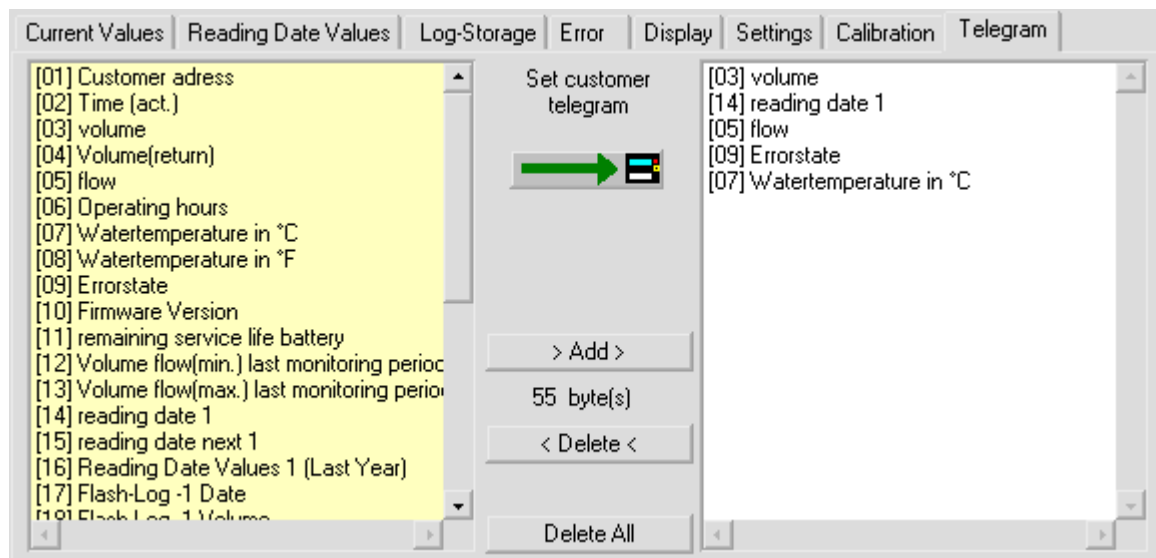 Current Values Reading Date Values Log-Storage Error Display Settings Calibration Telegram
[01] Customer adress
[02] Time (act.)
[03] volume
[04] Volume(return)
[05] flow
[06] Operating hours
[07] Watertemperature in °C
[08] Watertemperature in °F
[09] Errorstate
[10] Firmware Version
[11] remaining service life battery
[12] Volume flow(min.) last monitoring perioc
[13] Volume flow(max.) last monitoring perio
[14] reading date 1
[15] reading date next 1
[16] Reading Date Values 1 (Last Year)
[17] Flash-Log -1 Date
[18] Flash-Log -1 Volume
Set customer
telegram
> Add >
55 byte(s)
< Delete <
Delete All
[03] volume
[14] reading date 1
[05] flow
[09] Errorstate
[07] Watertemperature in °C